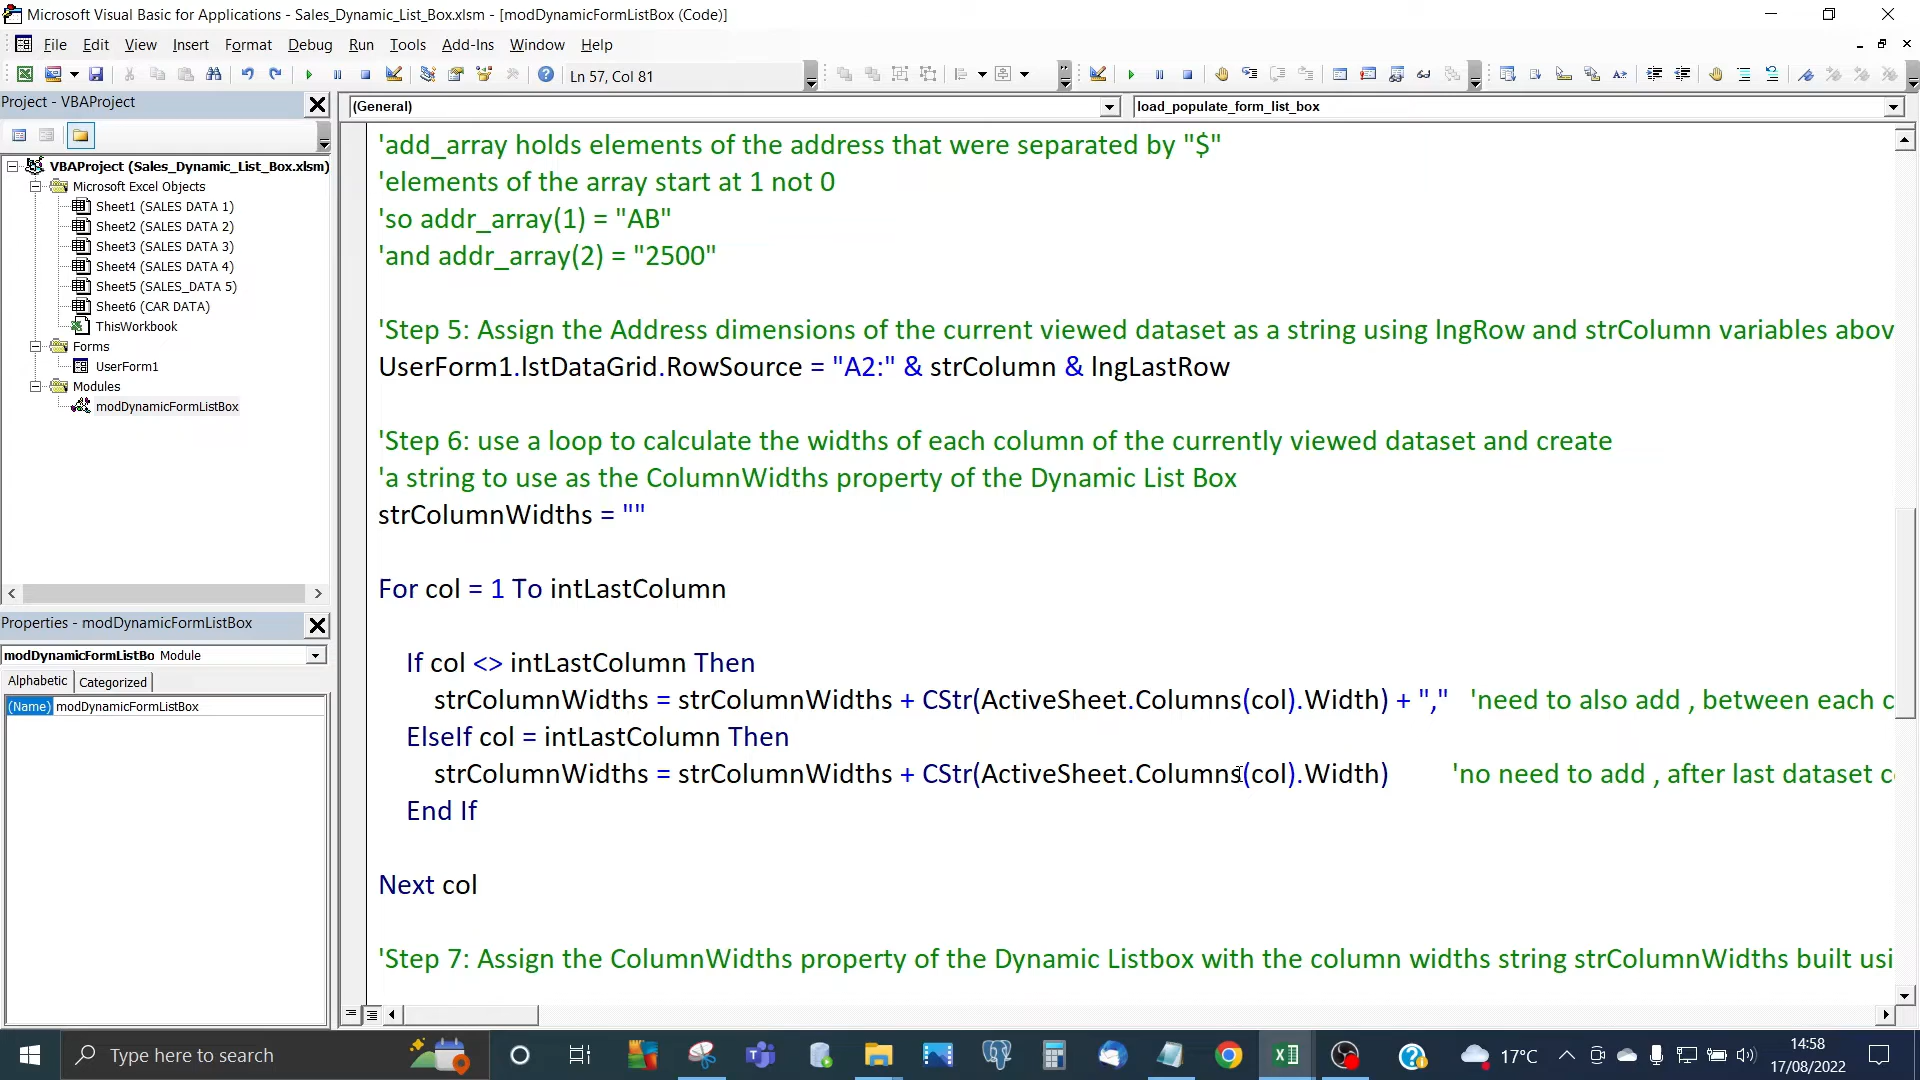 Microsoft Visual Basic for Applications - Sales_Dynamic_List_Box.xlsm - [modDynamicFormListBox (Code)]
File Edit View Insert Format Debug Run Tools Add-Ins Window Help
Ln 57, Col 81
Project - VBAProject
VBAProject (Sales_Dynamic_List_Box.xlsm)
Microsoft Excel Objects
Sheet1 (SALES DATA 1)
Sheet2 (SALES DATA 2)
Sheet3 (SALES DATA 3)
Sheet4 (SALES DATA 4)
Sheet5 (SALES_DATA 5)
Sheet6 (CAR DATA)
ThisWorkbook
Forms
UserForm1
Modules
modDynamicFormListBox
Properties - modDynamicFormListBox
modDynamicFormListBo Module
Alphabetic Categorized
(Name) modDynamicFormListBox
(General) load_populate_form_list_box
'add_array holds elements of the address that were separated by "$"
'elements of the array start at 1 not 0
'so addr_array(1) = "AB"
'and addr_array(2) = "2500"
'Step 5: Assign the Address dimensions of the current viewed dataset as a string using lngRow and strColumn variables abov
UserForm1.lstDataGrid.RowSource = "A2:" & strColumn & lngLastRow
'Step 6: use a loop to calculate the widths of each column of the currently viewed dataset and create
'a string to use as the ColumnWidths property of the Dynamic List Box
strColumnWidths = ""
For col = 1 To intLastColumn
If col <> intLastColumn Then
strColumnWidths = strColumnWidths + CStr(ActiveSheet.Columns(col).Width) + "," 'need to also add , between each c
ElseIf col = intLastColumn Then
strColumnWidths = strColumnWidths + CStr(ActiveSheet.Columns(col).Width) 'no need to add , after last dataset c
End If
Next col
'Step 7: Assign the ColumnWidths property of the Dynamic Listbox with the column widths string strColumnWidths built usi
Type here to search
17°C
14:58
17/08/2022